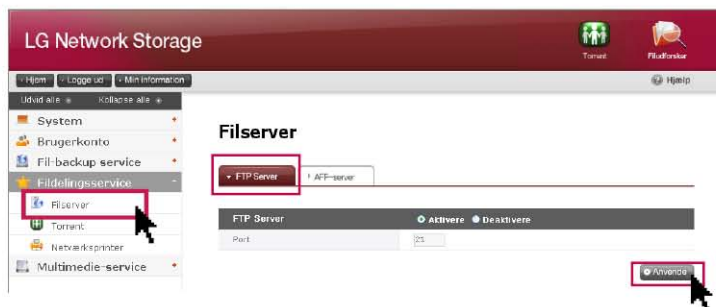 LG Network Storage
Torrent
Filudforsker
Hjem
Logge ud
Min information
Hjælp
Udvid alle
Kollapse alle
System
Brugerkonto
Fil-backup service
Fildelingsservice
Filserver
Torrent
Netværksprinter
Multimedie-service
Filserver
FTP Server
AFP-server
FTP Server
Aktivere
Deaktivere
Port
Anvende